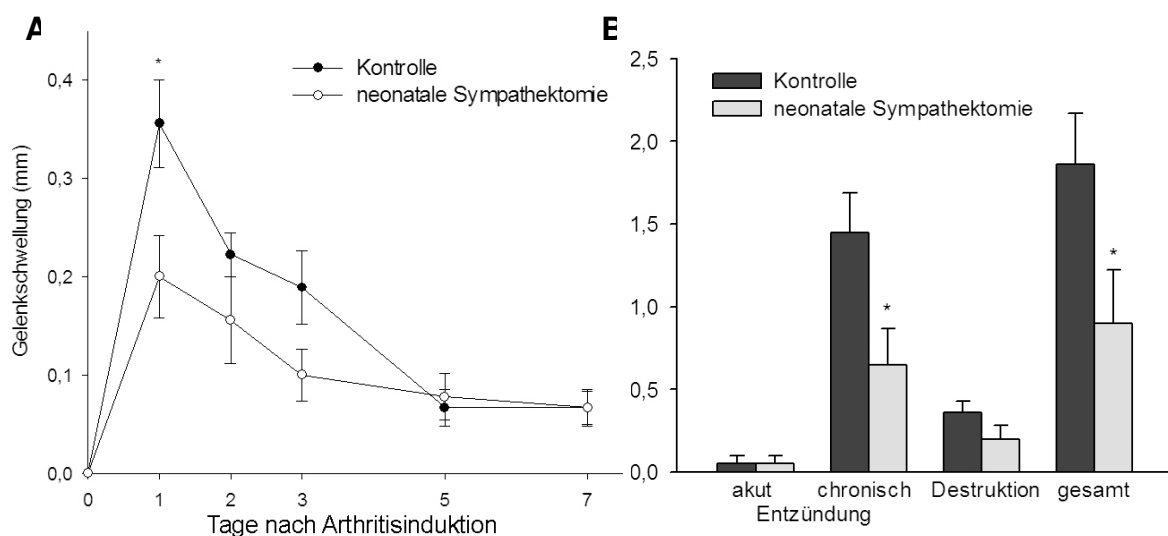 A
Gelenkschwellung (mm)
0,4
0,3
0,2
0,1
0,0
*
Kontrolle
neonatale Sympathektomie
0 1 2 3 5 7
Tage nach Arthritisinduktion
B
2,5
2,0
1,5
1,0
0,5
0,0
Kontrolle
neonatale Sympathektomie
*
*
akut chronisch Destruktion gesamt
Entzündung